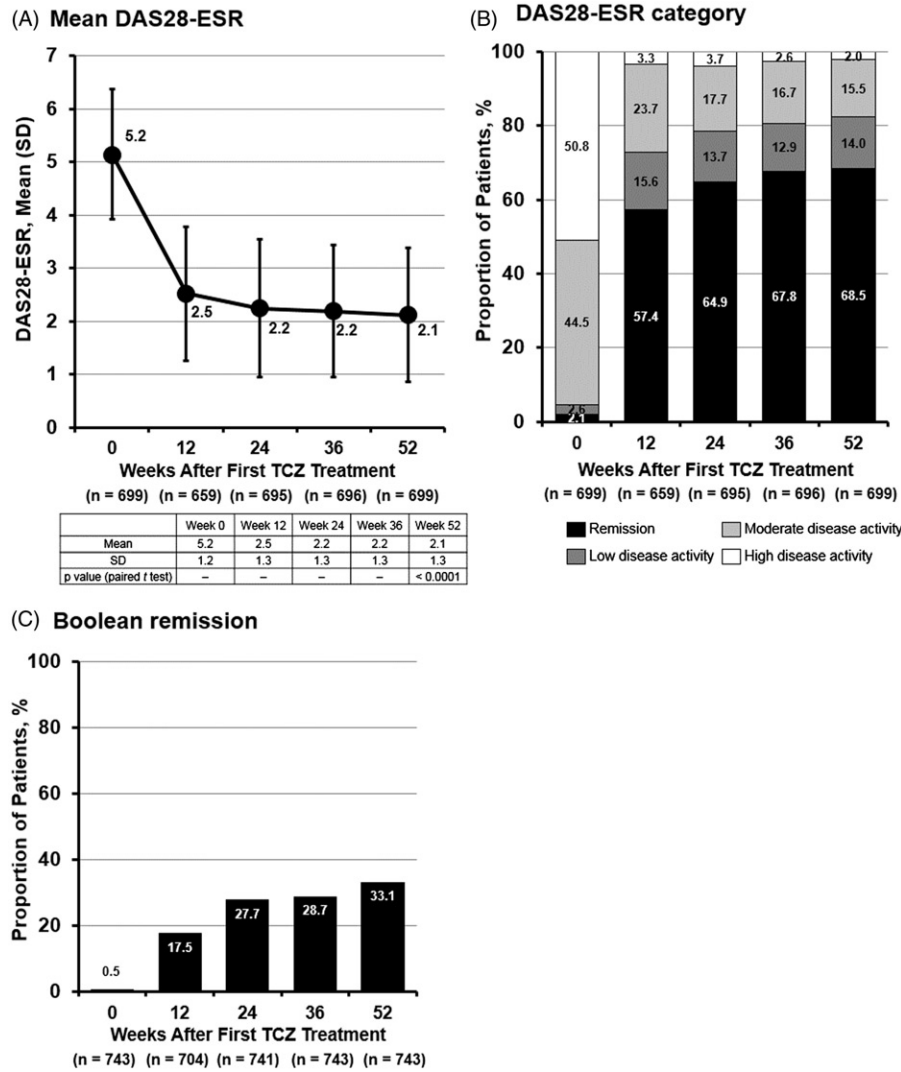 (A) Mean DAS28-ESR
7
6
5
4
3
2
1
0
DAS28-ESR, Mean (SD)
5.2
2.5
2.2
2.2
2.1
0 12 24 36 52
Weeks After First TCZ Treatment
(n = 699) (n = 659) (n = 695) (n = 696) (n = 699)
Week 0 Week 12 Week 24 Week 36 Week 52
Mean 5.2 2.5 2.2 2.2 2.1
SD 1.2 1.3 1.3 1.3 1.3
p value (paired t test) – – – – < 0.0001
(B) DAS28-ESR category
100
80
60
40
20
0
Proportion of Patients, %
50.8
44.5
2.6
2.1
3.3
23.7
15.6
57.4
3.7
17.7
13.7
64.9
2.6
16.7
12.9
67.8
2.0
15.5
14.0
68.5
0 12 24 36 52
Weeks After First TCZ Treatment
(n = 699) (n = 659) (n = 695) (n = 696) (n = 699)
Remission Moderate disease activity
Low disease activity High disease activity
(C) Boolean remission
100
80
60
40
20
0
Proportion of Patients, %
0.5
17.5
27.7
28.7
33.1
0 12 24 36 52
Weeks After First TCZ Treatment
(n = 743) (n = 704) (n = 741) (n = 743) (n = 743)